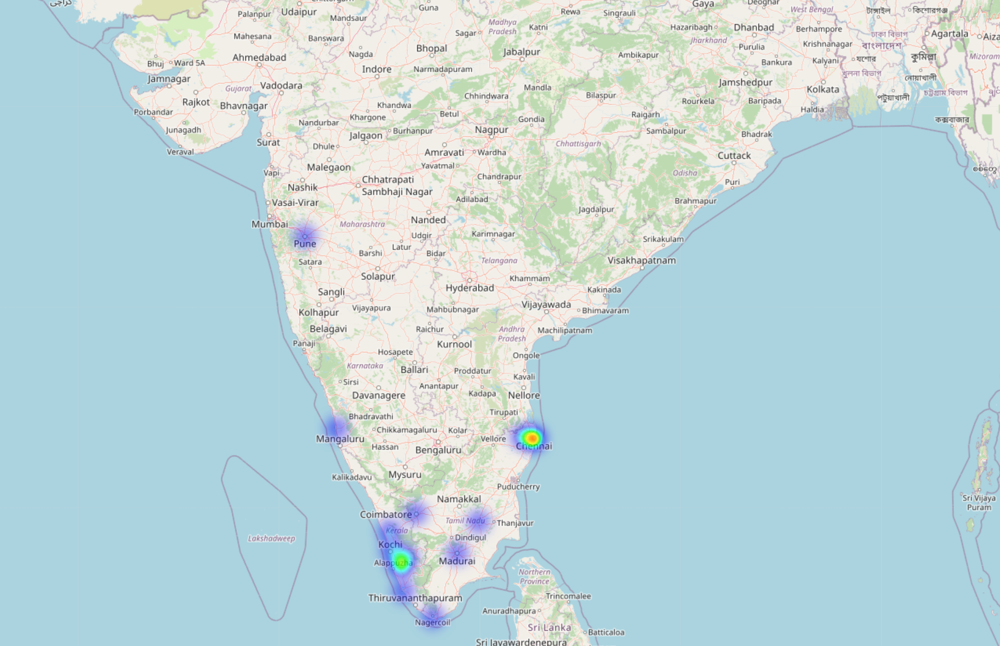 کراچی
Palanpur
Udaipur
Chittorgarh
Mandsaur
Guna
Rewa
Singrauli
Gaya
Deoghar
West Bengal
টাঙ্গাইল
কিশোরগঞ্জ
Mahesana
Banswara
Sagar
Madhya
Pradesh
Katni
Hazaribagh
Dhanbad
Berhampore
ঢাকা বিভাগ
Agartala
Ahmedabad
Nagda
Bhopal
Jabalpur
Ambikapur
Jharkhand
Purulia
Krishnanagar
বাংলাদেশ
Bhuj
Ward 5A
Indore
Narmadapuram
Bankura
Kalyani
যশোর
কুমিল্লা
Mizoram
Jamnagar
Gujarat
Vadodara
Mandla
Jamshedpur
Kolkata
খুলনা বিভাগ
নোয়াখালী
Rajkot
Bhavnagar
Khandwa
Chhindwara
Bilaspur
Rourkela
Baripada
পটুয়াখালী
চট্টগ্রাম বিভাগ
Porbandar
Khargone
Betul
Gondia
Raigarh
Haldia
Junagadh
Nandurbar
Burhanpur
Nagpur
Sambalpur
Bhadrak
কক্সবাজার
Surat
Jalgaon
Dhule
Chhattisgarh
Veraval
Amravati
Wardha
Cuttack
Malegaon
Yavatmal
Odisha
Vapi
Chandrapur
Puri
Nashik
Chhatrapati
Sambhaji Nagar
စစ်တွေ
Vasai-Virar
Adilabad
Brahmapur
Jagdalpur
Mumbai
Maharashtra
Nanded
Karimnagar
Pune
Udgir
Latur
Srikakulam
Barshi
Bidar
Satara
Telangana
Visakhapatnam
Solapur
Khammam
Sangli
Hyderabad
Kakinada
Kolhapur
Vijayapura
Mahbubnagar
Vijayawada
Bhimavaram
Belagavi
Raichur
Andhra
Pradesh
Machilipatnam
Panaji
Kurnool
Hosapete
Ongole
Karnataka
Ballari
Proddatur
Kavali
Sirsi
Anantapur
Davanagere
Kadapa
Nellore
Bhadravathi
Tirupati
Chikkamagaluru
Kolar
Mangaluru
Vellore
Chennai
Hassan
Bengaluru
Kalikadavu
Mysuru
Puducherry
Namakkal
Sri Vijaya
Puram
Coimbatore
Tamil Nadu
Thanjavur
Kerala
Lakshadweep
Dindigul
Kochi
Alappuzha
Madurai
Northern
Province
Thiruvananthapuram
Trincomalee
Anuradhapura
Nagercoil
Sri Lanka
Batticaloa
Sri Jayawardenepura